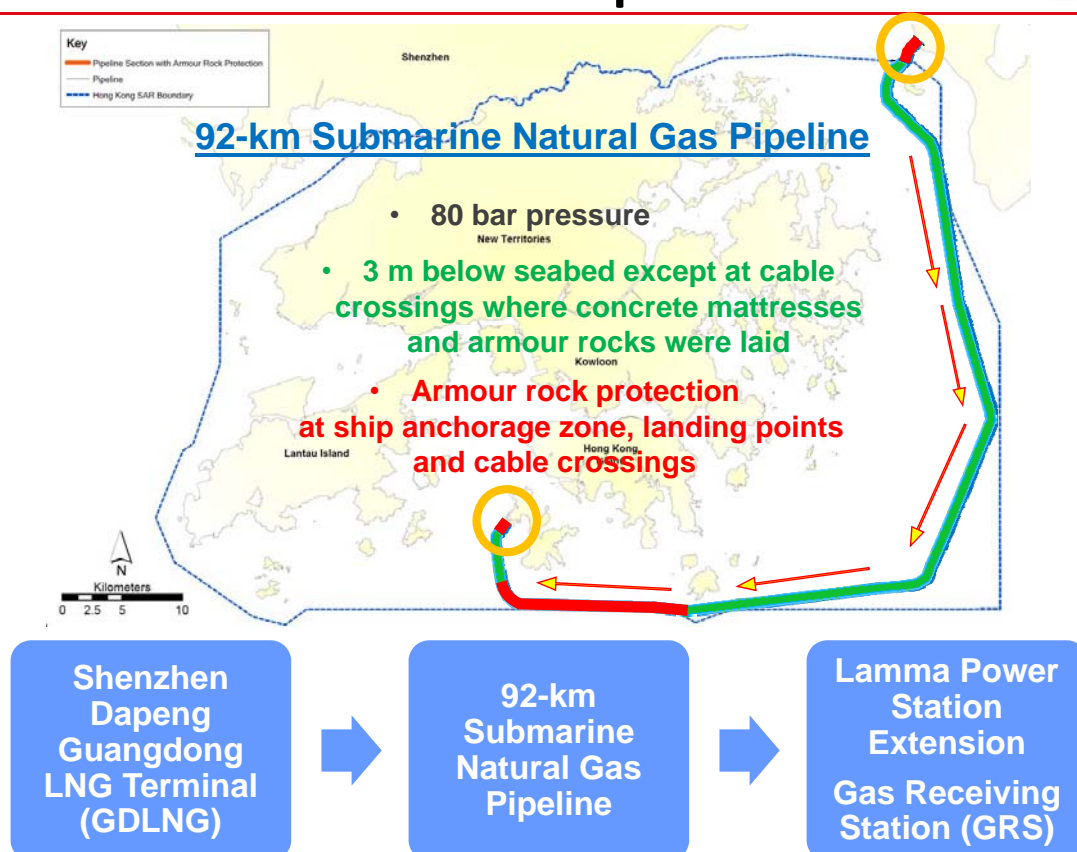 Key
Pipeline Section with Armour Rock Protection
Pipeline
Hong Kong SAR Boundary
Shenzhen
92-km Submarine Natural Gas Pipeline
• 80 bar pressure
New Territories
• 3 m below seabed except at cable
crossings where concrete mattresses
and armour rocks were laid
Kowloon
• Armour rock protection
at ship anchorage zone, landing points
and cable crossings
Lantau Island
Hong Kong
N
Kilometers
0 2.5 5 10
Shenzhen
Dapeng
Guangdong
LNG Terminal
(GDLNG)
92-km
Submarine
Natural Gas
Pipeline
Lamma Power
Station
Extension
Gas Receiving
Station (GRS)